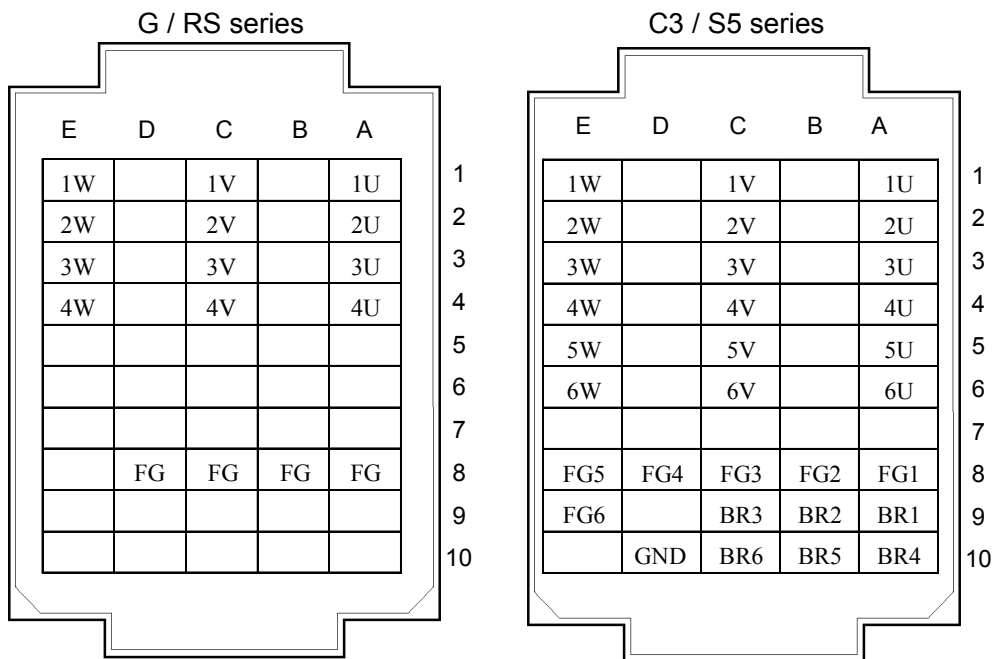 G / RS series
E D C B A
1W 1V 1U 1
2W 2V 2U 2
3W 3V 3U 3
4W 4V 4U 4
5
6
7
FG FG FG FG 8
9
10
C3 / S5 series
E D C B A
1W 1V 1U 1
2W 2V 2U 2
3W 3V 3U 3
4W 4V 4U 4
5W 5V 5U 5
6W 6V 6U 6
7
FG5 FG4 FG3 FG2 FG1 8
FG6 BR3 BR2 BR1 9
GND BR6 BR5 BR4 10